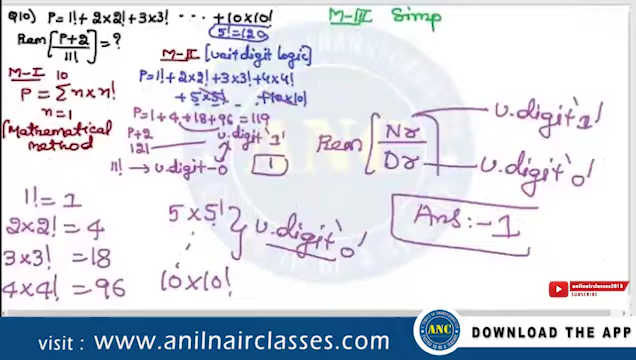 Q10) P=1!+2×2!+3×3! ... +10×10!
5!=120
M-III Simp
Rem[P+2/11!]=?
M-II [unit digit logic]
M-I
P=1!+2×2!+3×3!+4×4!
+5×5! ... +10×10!
P = 10 Σ n=1 n×n!
[Mathematical method
P=1+4+18+96=119
P+2
121
u.digit '1'
11! → u.digit-0
1
Rem[Nr/Dr]
u.digit '1'
u.digit '0'
1! = 1
2×2! = 4
3×3! = 18
4×4! = 96
5×5!
10×10!
u.digit '0'
Ans:-1
ANC
anilnairclasses2018
SUBSCRIBE
visit : www.anilnairclasses.com
ANC
DOWNLOAD THE APP